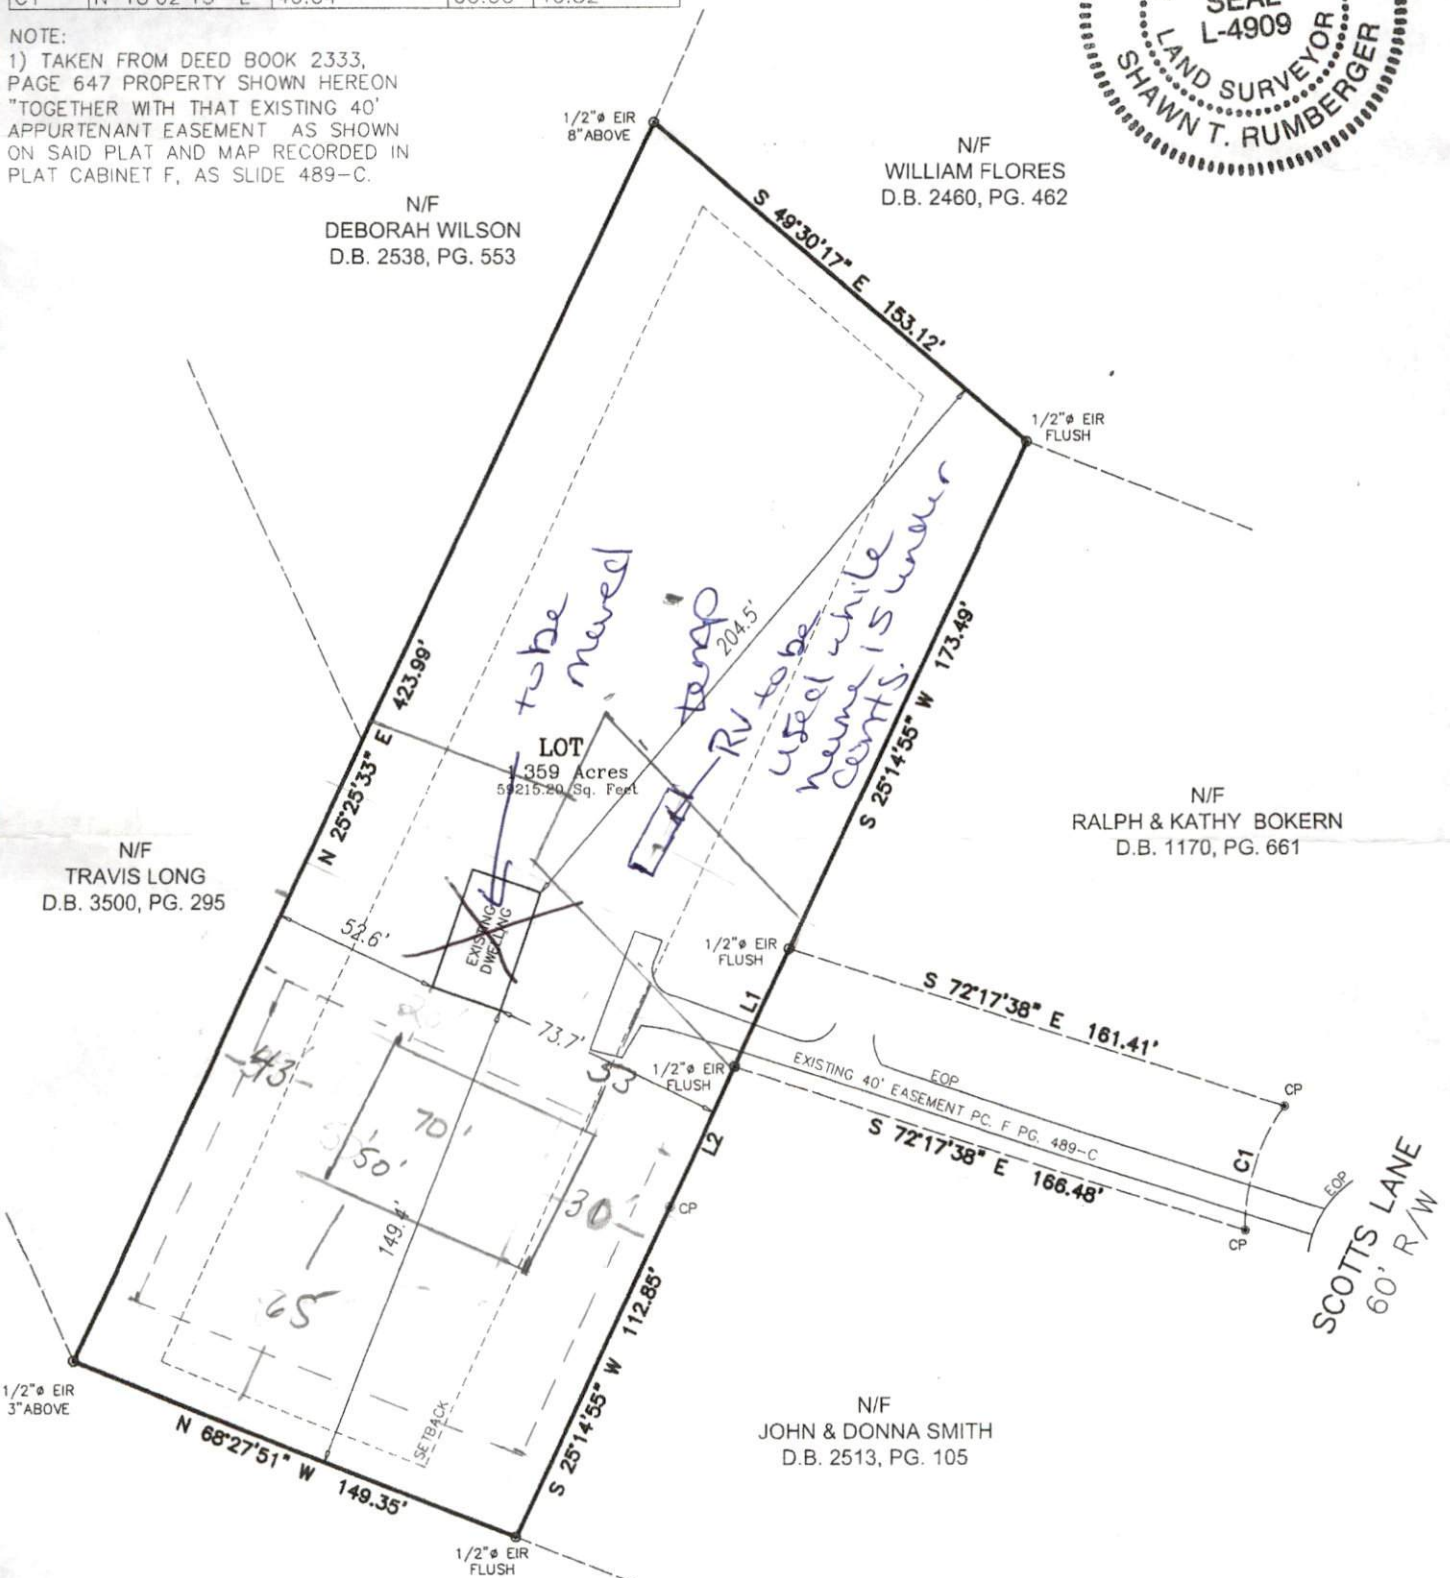 NOTE:
1) TAKEN FROM DEED BOOK 2333,
PAGE 647 PROPERTY SHOWN HEREON
"TOGETHER WITH THAT EXISTING 40'
APPURTENANT EASEMENT AS SHOWN
ON SAID PLAT AND MAP RECORDED IN
PLAT CABINET F, AS SLIDE 489-C.
SEAL
L-4909
LAND SURVEYOR
SHAWN T. RUMBERGER
1/2"ø EIR
8"ABOVE
N/F
WILLIAM FLORES
D.B. 2460, PG. 462
N/F
DEBORAH WILSON
D.B. 2538, PG. 553
S 49°30'17" E 153.12'
1/2"ø EIR
FLUSH
to be
moved
temp
204.5'
RV to be
used while
home is under
const.
S 25°14'55" W 173.49'
N 25°25'33" E 423.99'
LOT
1.359 Acres
59215.20 Sq. Feet
N/F
RALPH & KATHY BOKERN
D.B. 1170, PG. 661
N/F
TRAVIS LONG
D.B. 3500, PG. 295
EXISTING
DWELLING
52.6'
73.7'
1/2"ø EIR
FLUSH
L1
S 72°17'38" E 161.41'
1/2"ø EIR
FLUSH
EOP
EXISTING 40' EASEMENT PC. F PG. 489-C
S 72°17'38" E 166.48'
CP
C1
CP
EOP
SCOTTS LANE
60' R/W
L2
CP
43'
33
70'
50'
30'
149.4'
65
S 25°14'55" W 112.85'
SETBACK
1/2"ø EIR
3"ABOVE
N 68°27'51" W 149.35'
N/F
JOHN & DONNA SMITH
D.B. 2513, PG. 105
1/2"ø EIR
FLUSH